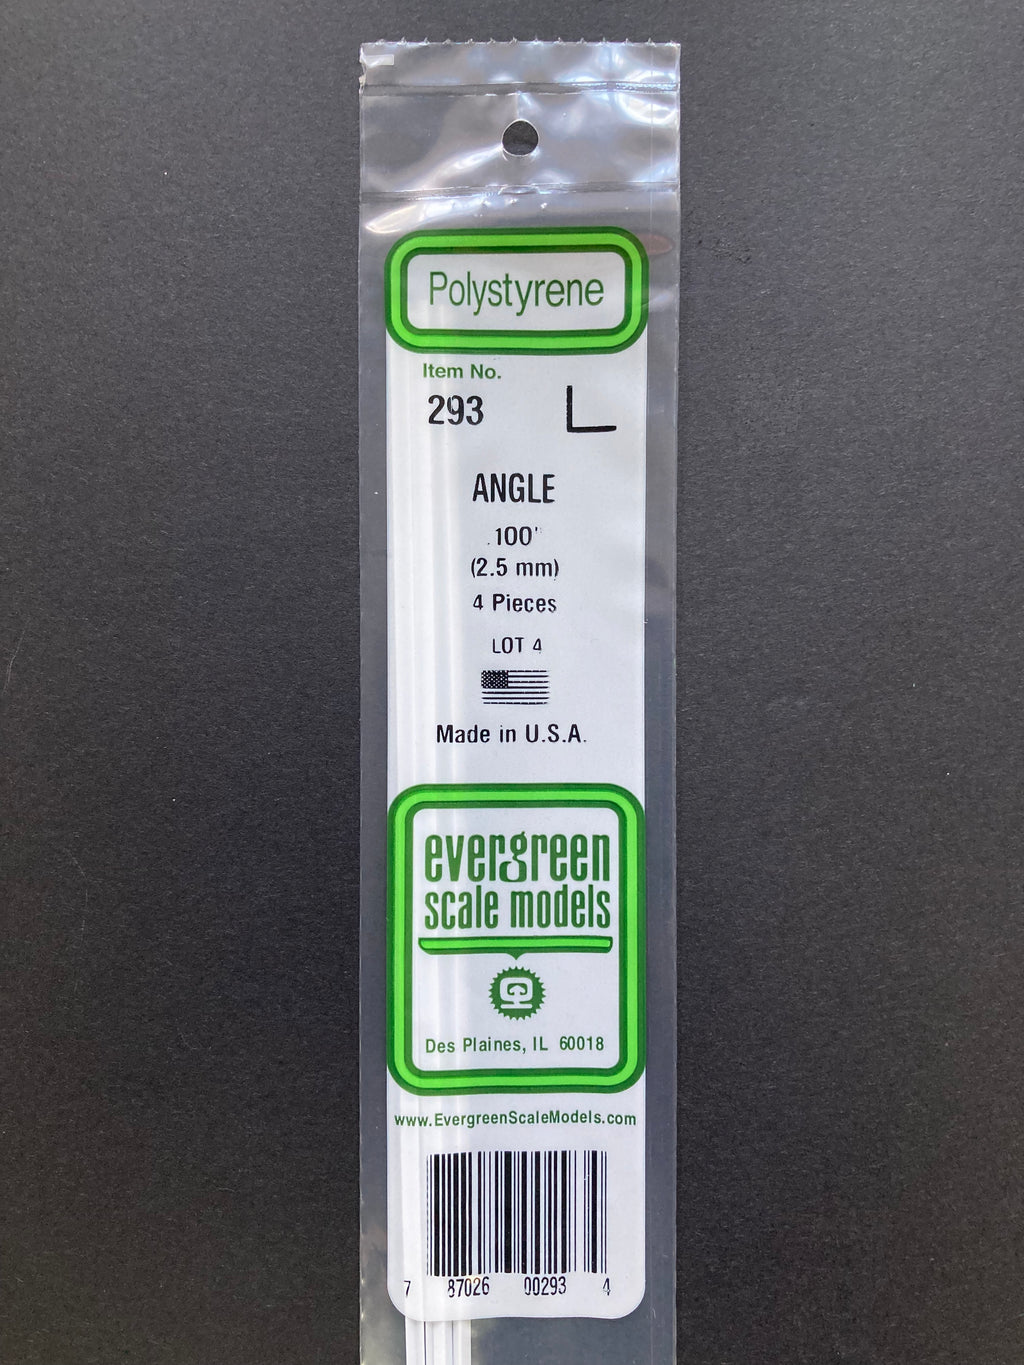 Polystyrene
Item No.
293
ANGLE
.100"
(2.5 mm)
4 Pieces
LOT 4
Made in U.S.A.
evergreen
scale models
Des Plaines, IL 60018
www.EvergreenScaleModels.com
7 87026 00293 4